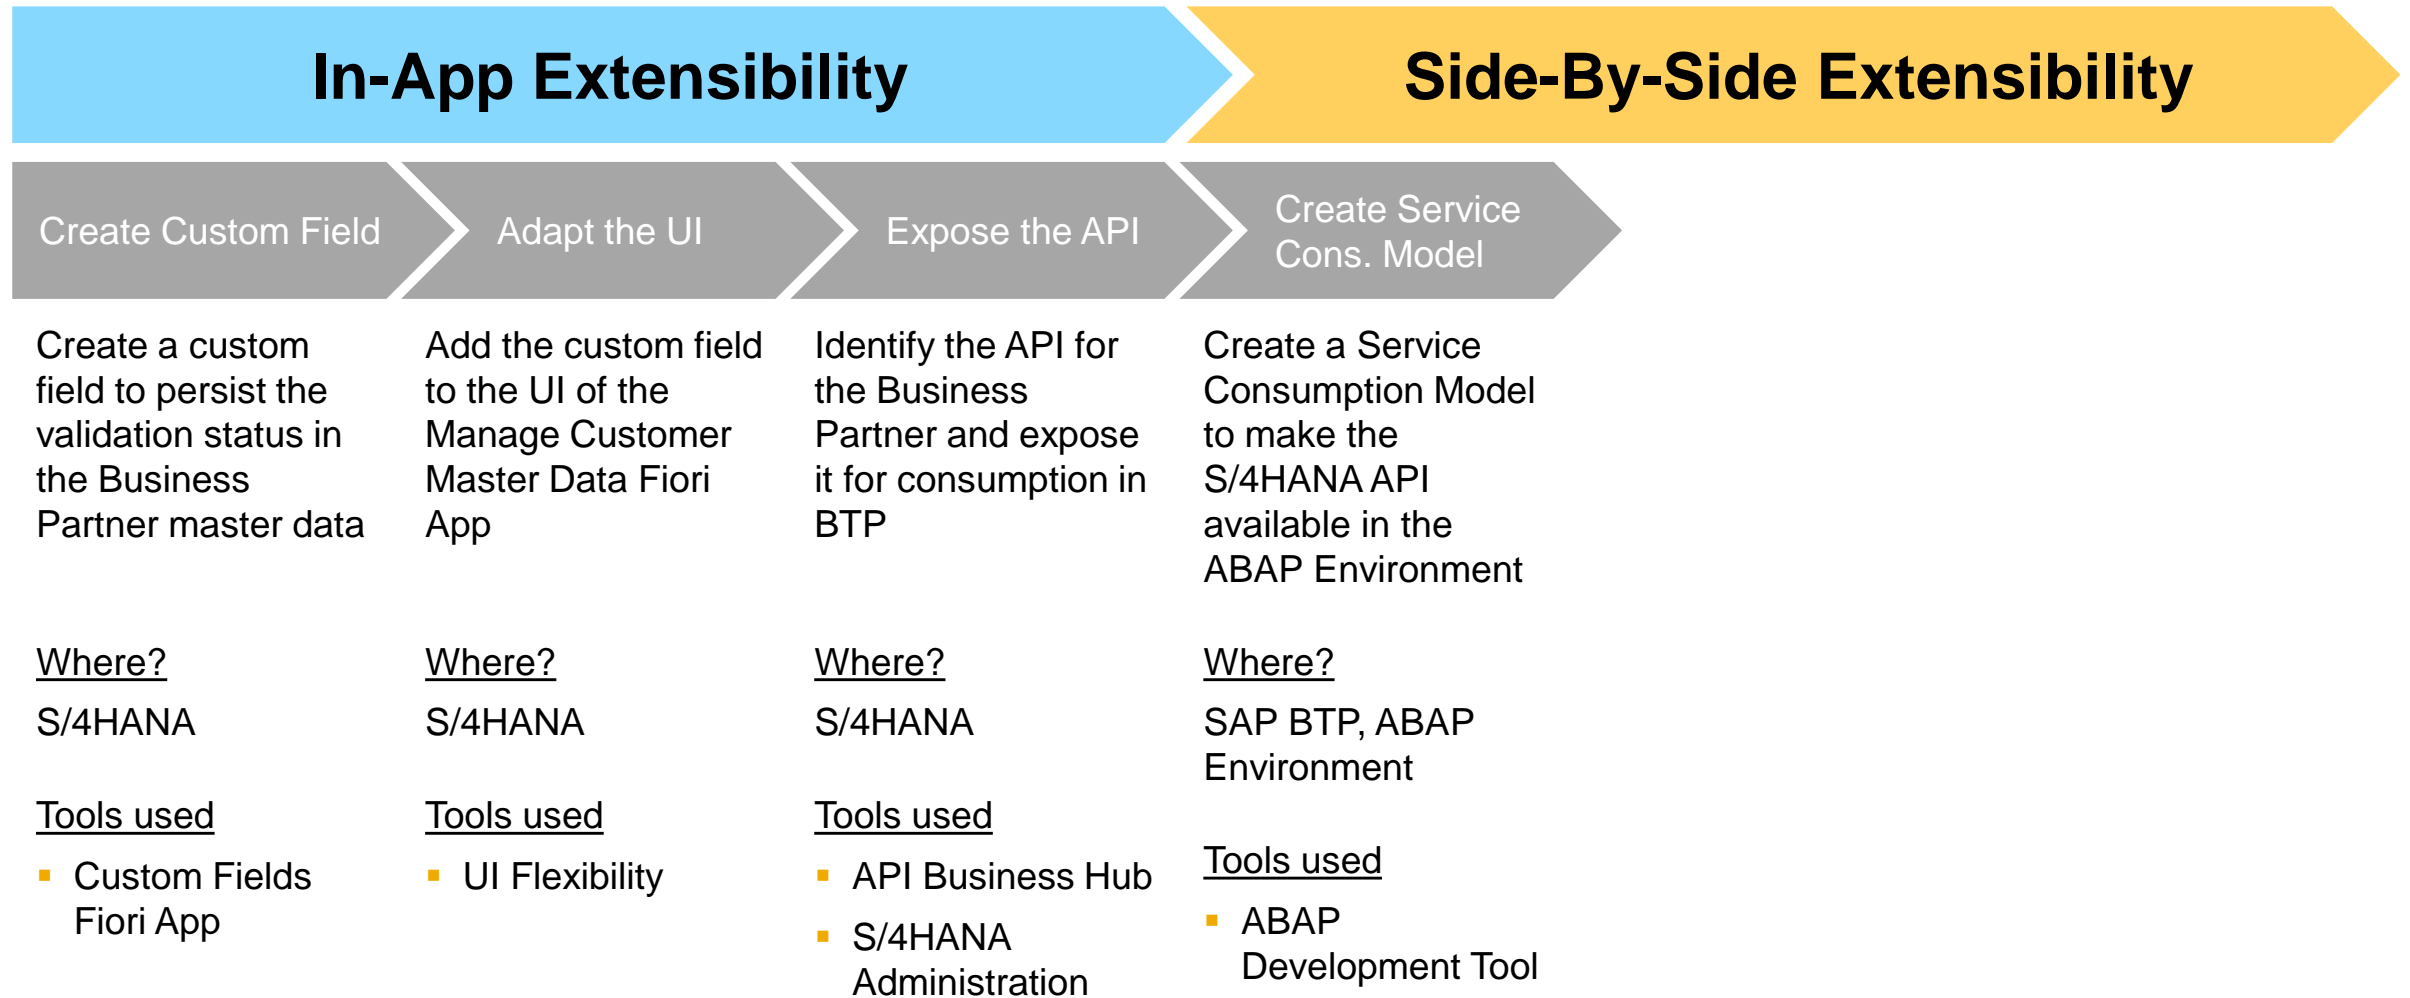 In-App Extensibility
Side-By-Side Extensibility
Create Custom Field
Adapt the UI
Expose the API
Create Service
Cons. Model
Create a custom
field to persist the
validation status in
the Business
Partner master data
Where?
S/4HANA
Tools used
Custom Fields
Fiori App
Add the custom field
to the UI of the
Manage Customer
Master Data Fiori
App
Where?
S/4HANA
Tools used
UI Flexibility
Identify the API for
the Business
Partner and expose
it for consumption in
BTP
Where?
S/4HANA
Tools used
API Business Hub
S/4HANA
Administration
Create a Service
Consumption Model
to make the
S/4HANA API
available in the
ABAP Environment
Where?
SAP BTP, ABAP
Environment
Tools used
ABAP
Development Tool